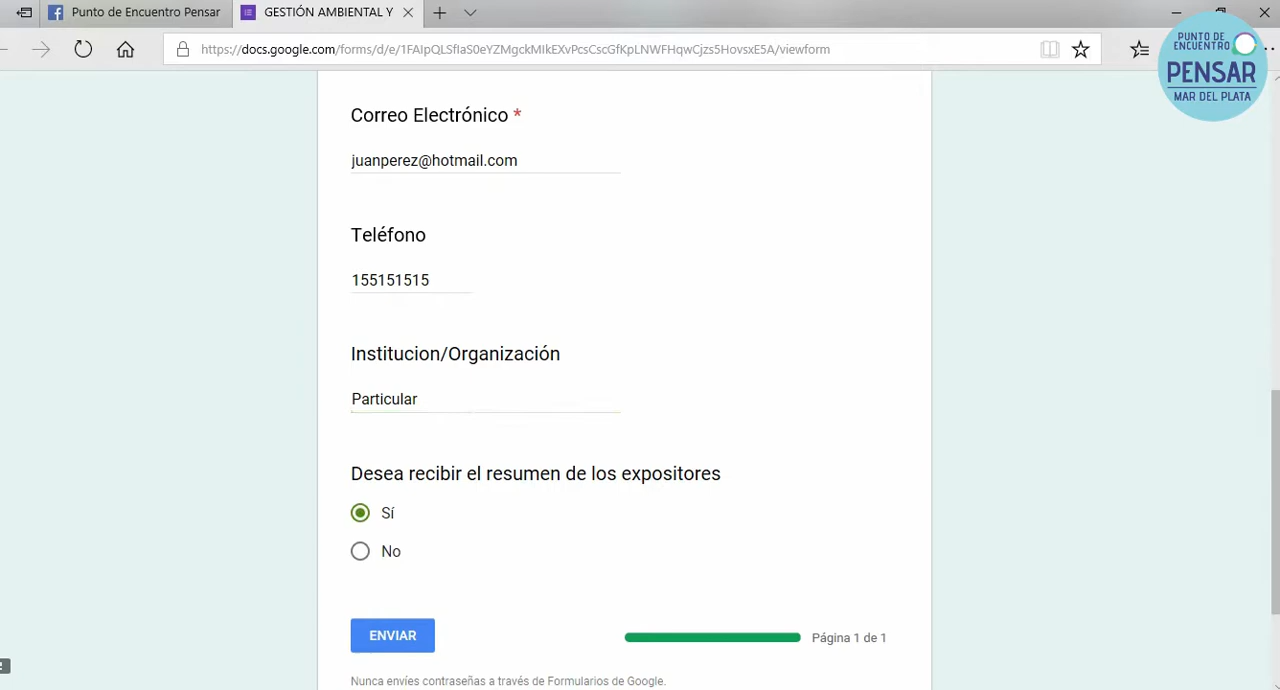 Punto de Encuentro Pensar
GESTIÓN AMBIENTAL Y
https://docs.google.com/forms/d/e/1FAIpQLSfIaS0eYZMgckMIkEXvPcsCscGfKpLNWFHqwCjzs5HovsxE5A/viewform
PUNTO DE
ENCUENTRO
PENSAR
MAR DEL PLATA
Correo Electrónico *
juanperez@hotmail.com
Teléfono
155151515
Institucion/Organización
Particular
Desea recibir el resumen de los expositores
Sí
No
ENVIAR
Página 1 de 1
Nunca envíes contraseñas a través de Formularios de Google.